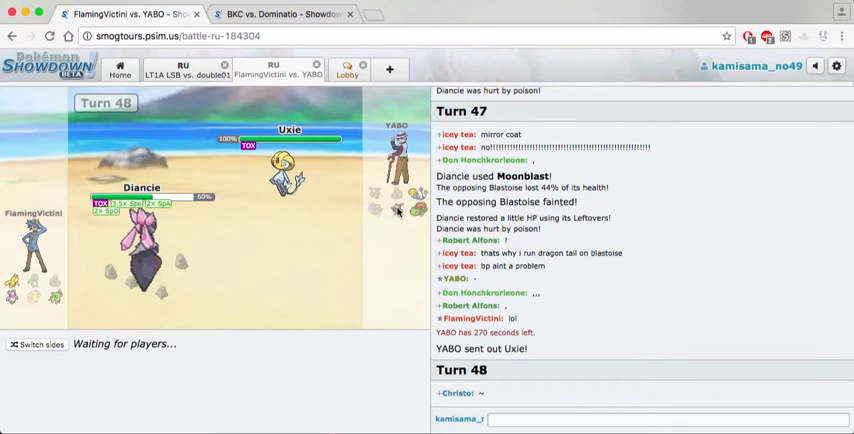 FlamingVictini vs. YABO - Sho
BKC vs. Dominatio - Showdow
smogtours.psim.us/battle-ru-184304
Pokémon
SHOWDOWN!
BETA
Home
RU
LT1A LSB vs. double01
RU
FlamingVictini vs. YABO
Lobby
kamisama_no49
Turn 48
Uxie
100%
TOX
YABO
Diancie
60%
TOX 3.5× Spe 2× SpA
2× SpD
FlamingVictini
Switch sides
Waiting for players...
Diancie was hurt by poison!
Turn 47
+icey tea: mirror coat
+Don Honchkrorleone: ,
Diancie used Moonblast!
The opposing Blastoise lost 44% of its health!
The opposing Blastoise fainted!
Diancie restored a little HP using its Leftovers!
Diancie was hurt by poison!
+Robert Alfons: !
+icey tea: thats why i run dragon tail on blastoise
+icey tea: bp aint a problem
★YABO: -
+Don Honchkrorleone: ,,,
+Robert Alfons: ,
★FlamingVictini: lol
YABO has 270 seconds left.
YABO sent out Uxie!
Turn 48
+Christo: ~
kamisama_r